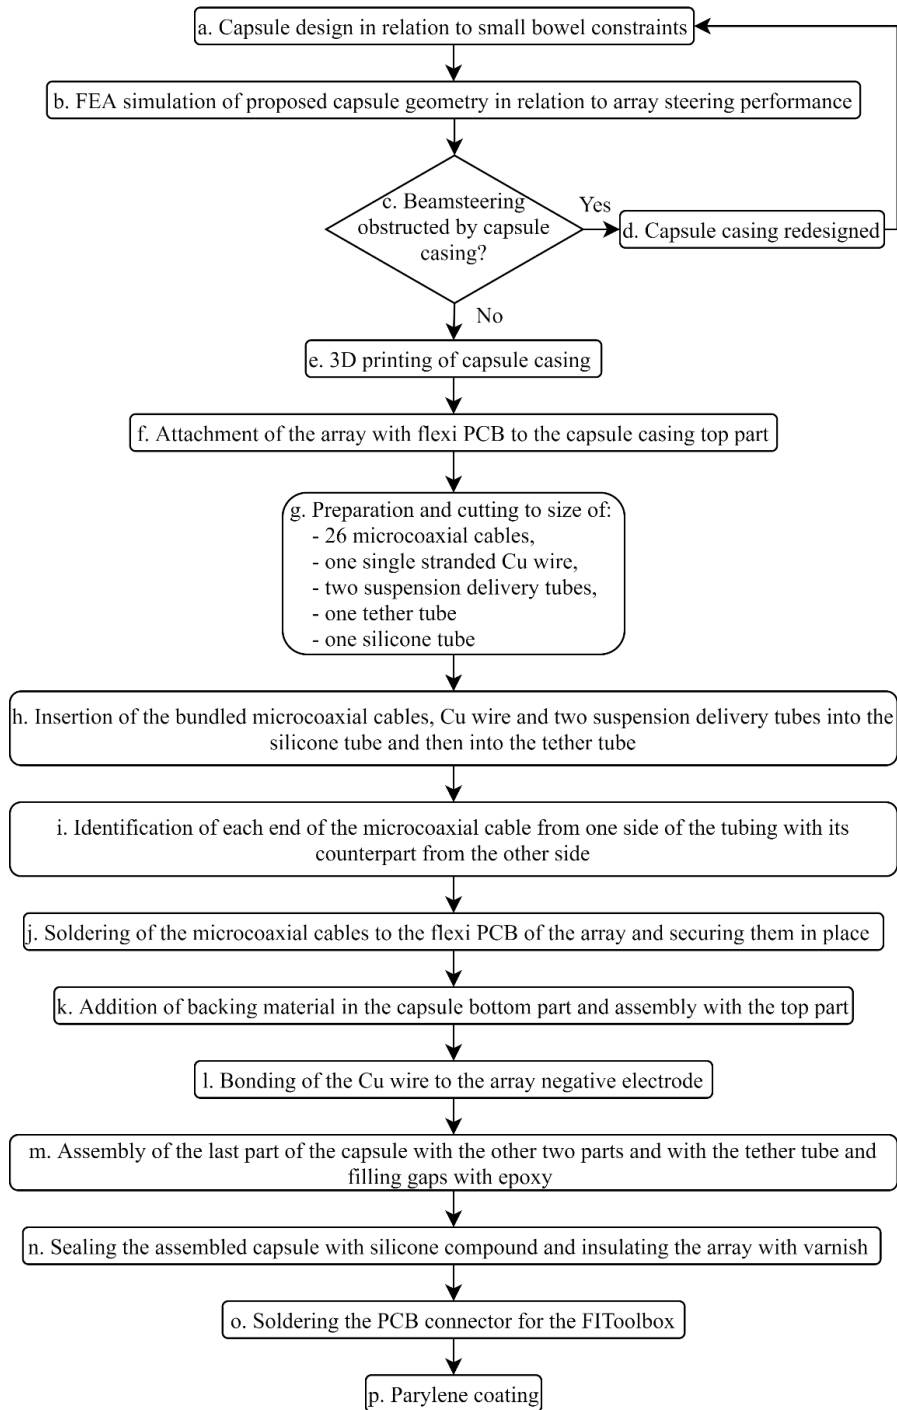 a. Capsule design in relation to small bowel constraints
b. FEA simulation of proposed capsule geometry in relation to array steering performance
c. Beamsteering
obstructed by capsule
casing?
Yes
d. Capsule casing redesigned
No
e. 3D printing of capsule casing
f. Attachment of the array with flexi PCB to the capsule casing top part
g. Preparation and cutting to size of:
- 26 microcoaxial cables,
- one single stranded Cu wire,
- two suspension delivery tubes,
- one tether tube
- one silicone tube
h. Insertion of the bundled microcoaxial cables, Cu wire and two suspension delivery tubes into the
silicone tube and then into the tether tube
i. Identification of each end of the microcoaxial cable from one side of the tubing with its
counterpart from the other side
j. Soldering of the microcoaxial cables to the flexi PCB of the array and securing them in place
k. Addition of backing material in the capsule bottom part and assembly with the top part
l. Bonding of the Cu wire to the array negative electrode
m. Assembly of the last part of the capsule with the other two parts and with the tether tube and
filling gaps with epoxy
n. Sealing the assembled capsule with silicone compound and insulating the array with varnish
o. Soldering the PCB connector for the FIToolbox
p. Parylene coating